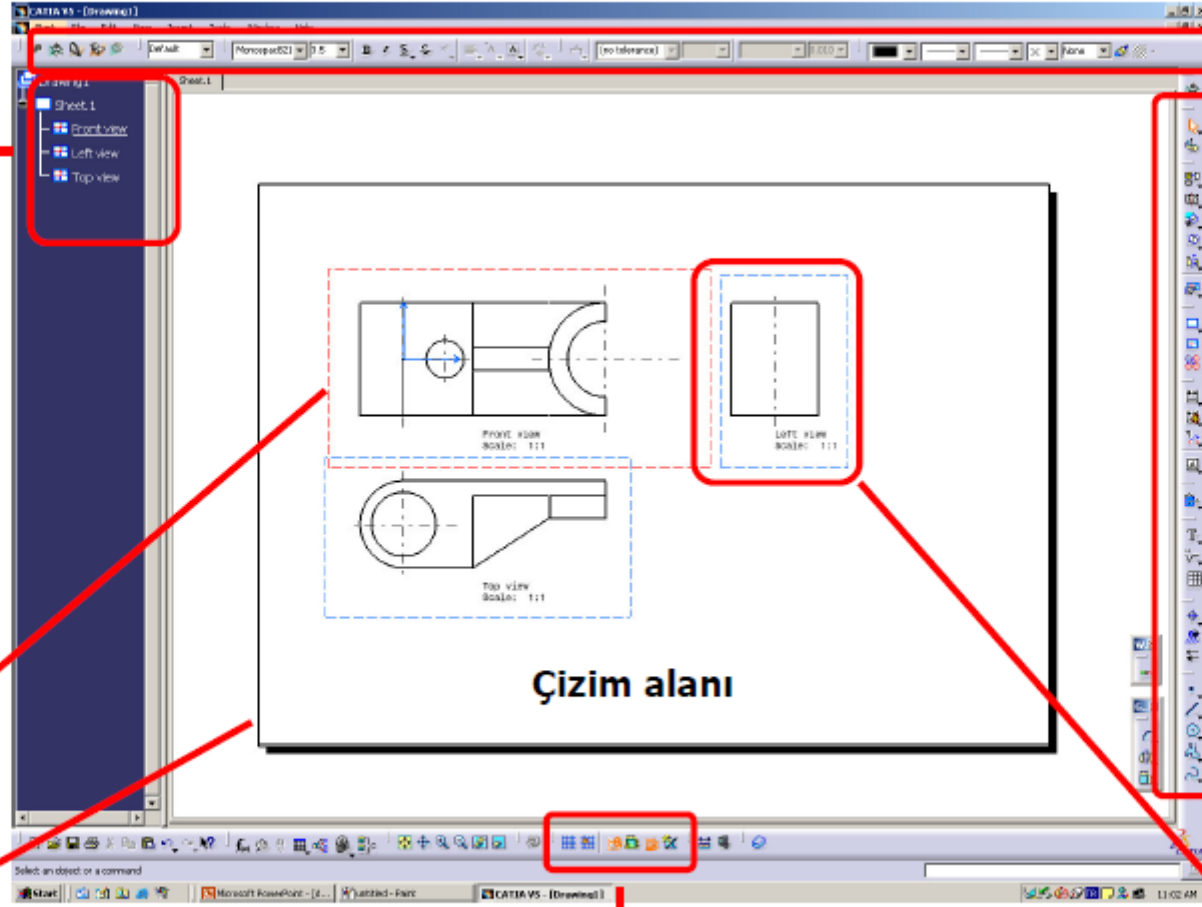 CATIA V5 - [Drawing1]
Default
1.5
(no tolerance)
None
Drawing1
Sheet.1
Front view
Left view
Top view
Sheet.1
Front view
Scale: 1:1
Left view
Scale: 1:1
Top view
Scale: 1:1
Çizim alanı
Select an object or a command
Start
Microsoft PowerPoint - [
untitled - Paint
CATIA V5 - [Drawing1]
11:02 AM